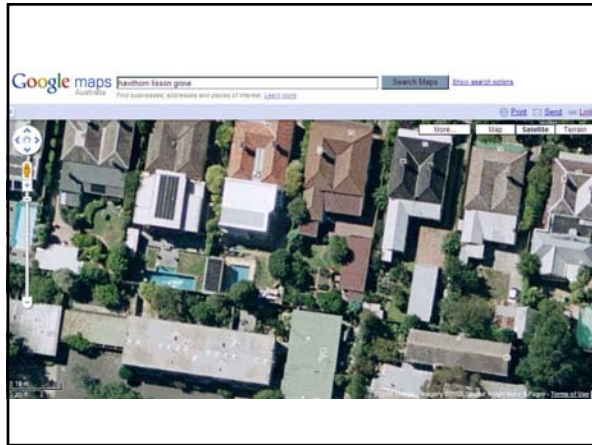 Google maps hawthorn lisson grove Search Maps Show search options
Australia Find businesses, addresses and places of interest. Learn more
Print Send Link
More... Map Satellite Terrain
Terms of Use